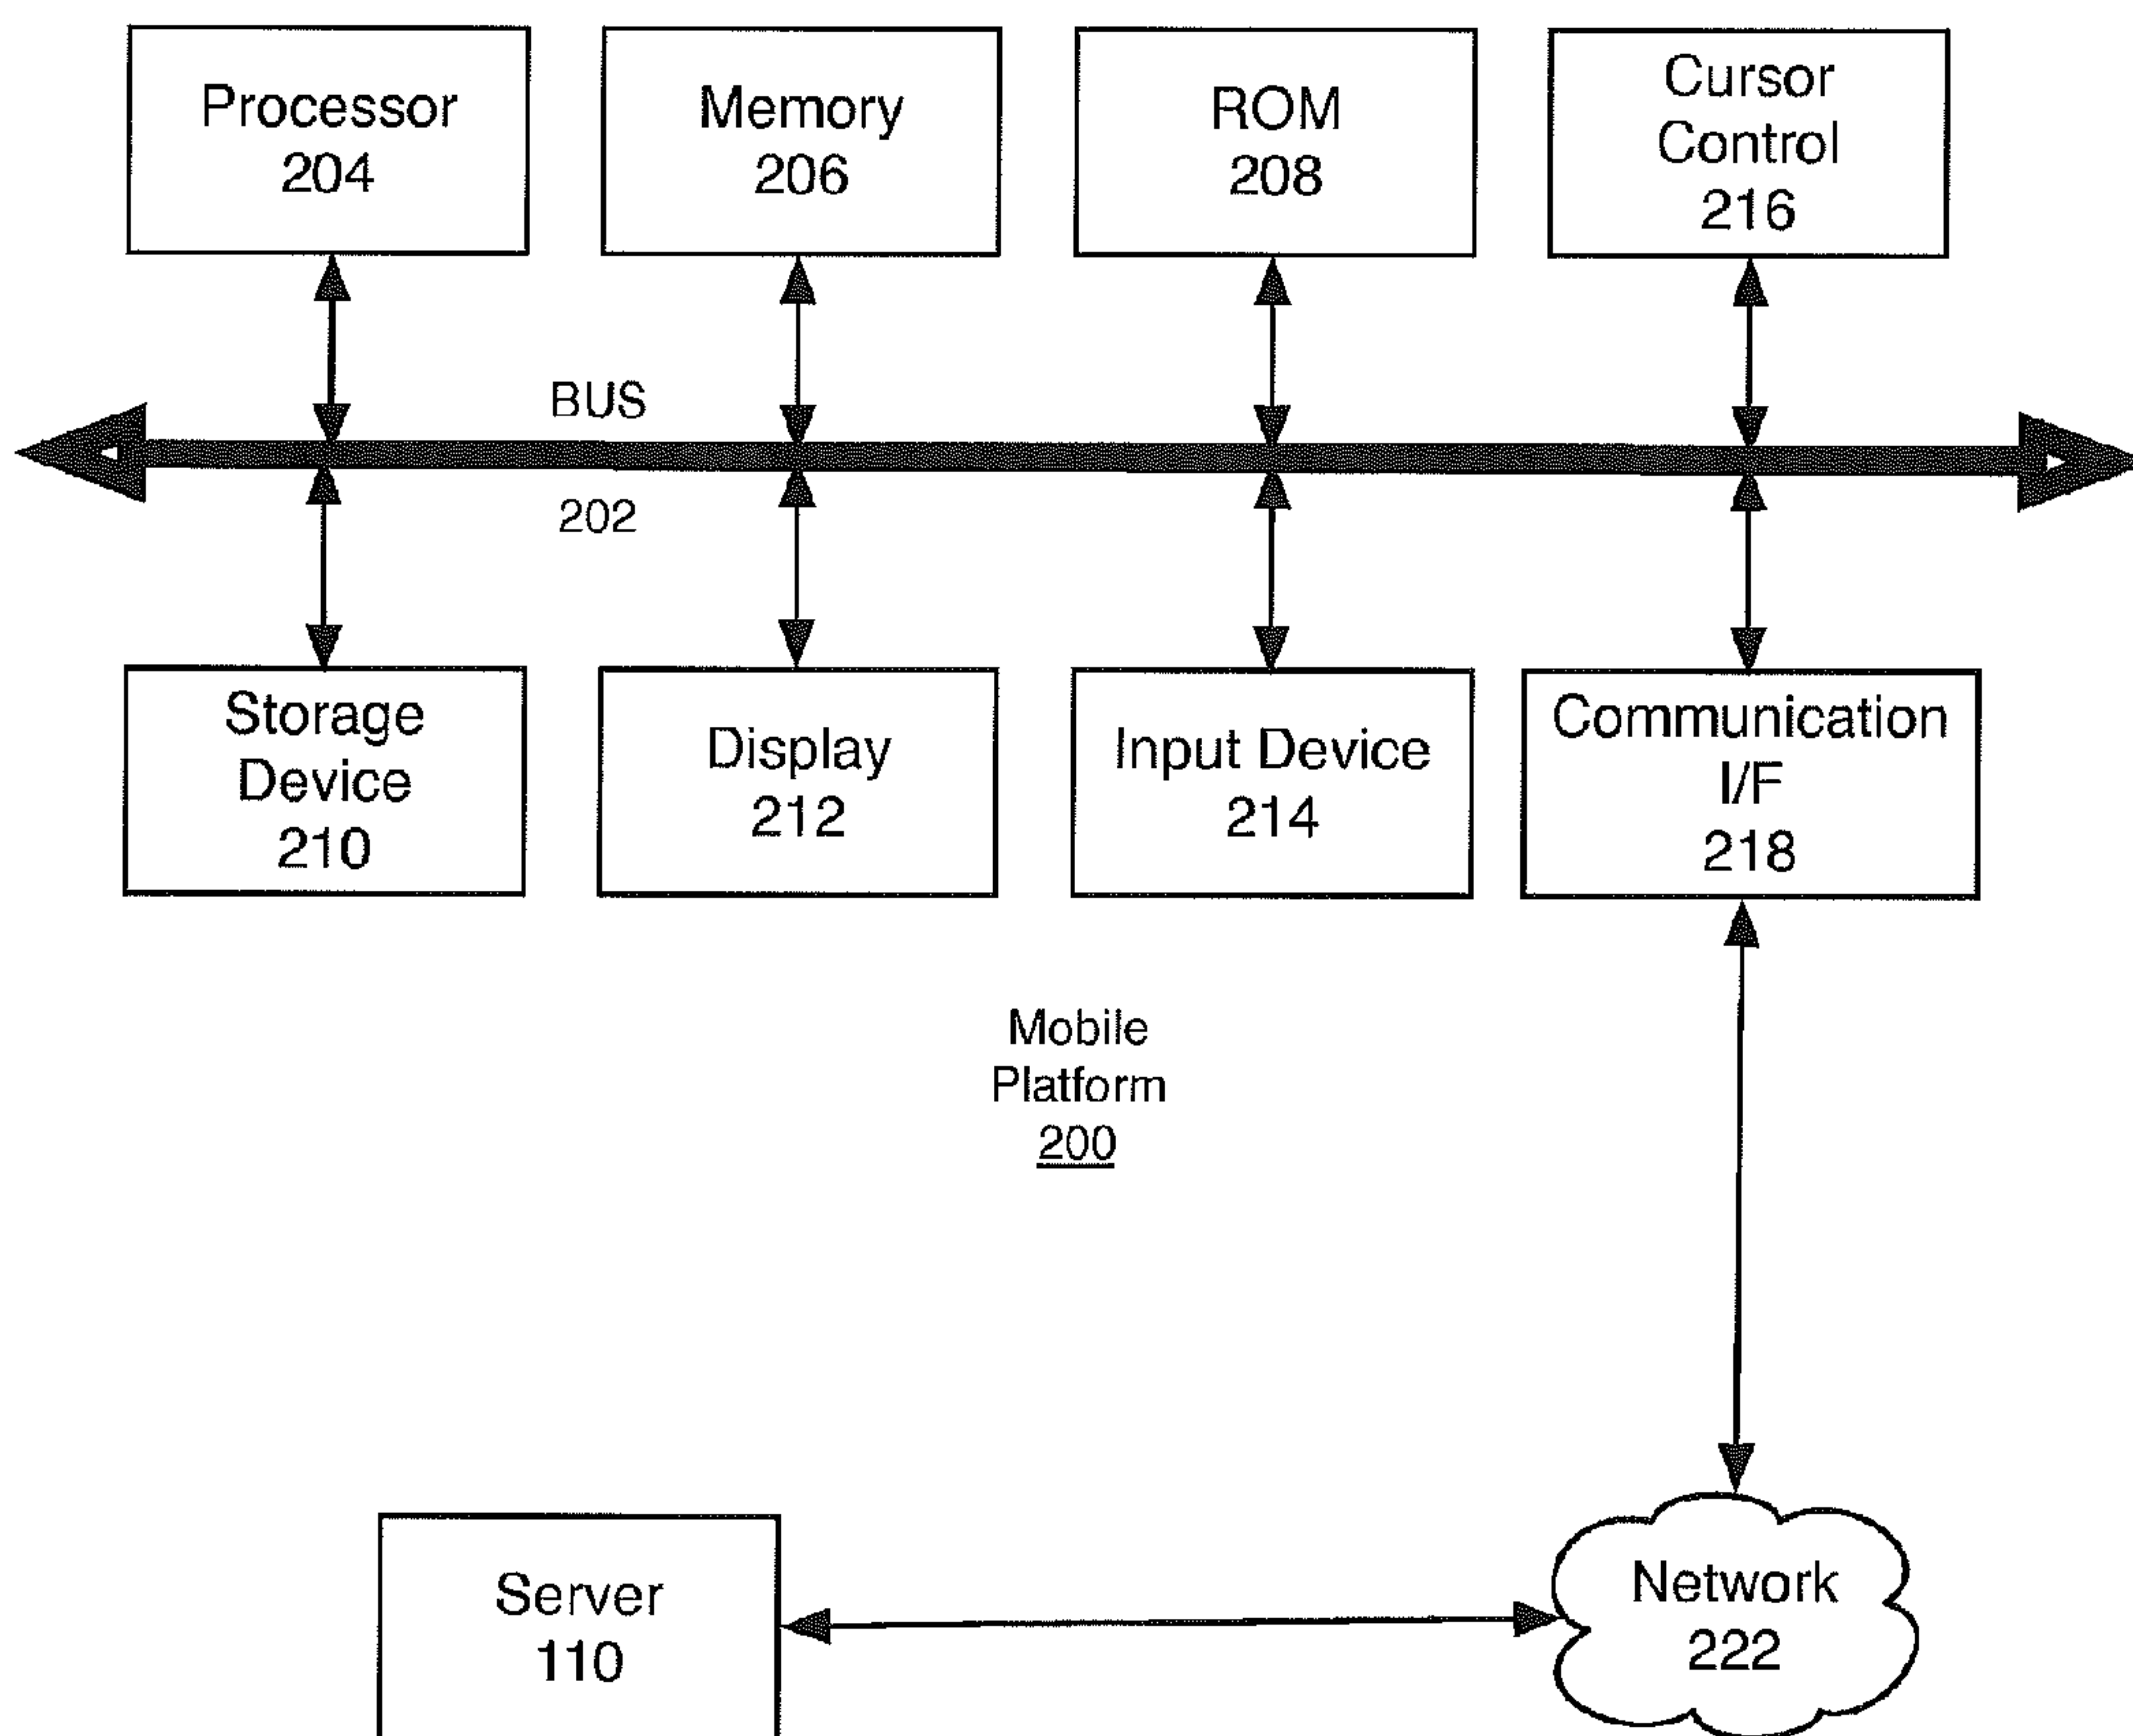 Processor
204
Memory
206
ROM
208
Cursor
Control
216
BUS
202
Storage
Device
210
Display
212
Input Device
214
Communication
I/F
218
Mobile
Platform
200
Server
110
Network
222